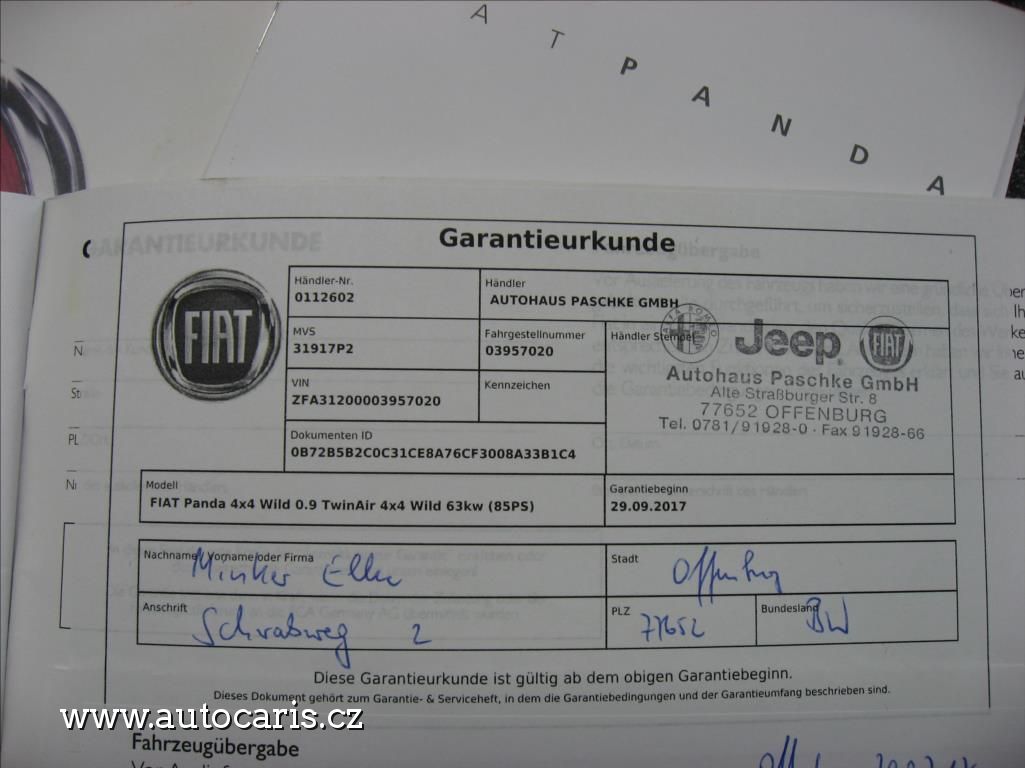 A T P A N D A
Garantieurkunde
GARANTIEURKUNDE
FIAT
Händler-Nr.
0112602
Händler
AUTOHAUS PASCHKE GMBH
MVS
31917P2
Fahrgestellnummer
03957020
Händler Stempel
ALFA ROMEO
Jeep
FIAT
Autohaus Paschke GmbH
Alte Straßburger Str. 8
77652 OFFENBURG
Tel. 0781/91928-0 · Fax 91928-66
VIN
ZFA31200003957020
Kennzeichen
Dokumenten ID
0B72B5B2C0C31CE8A76CF3008A33B1C4
Modell
FIAT Panda 4x4 Wild 0.9 TwinAir 4x4 Wild 63kw (85PS)
Garantiebeginn
29.09.2017
Nachname, Vorname oder Firma
Elke
Stadt
Offenburg
Anschrift
2
PLZ
77652
Bundesland
BW
Diese Garantieurkunde ist gültig ab dem obigen Garantiebeginn.
Dieses Dokument gehört zum Garantie- & Serviceheft, in dem die Garantiebedingungen und der Garantieumfang beschrieben sind.
www.autocaris.cz
Fahrzeugübergabe